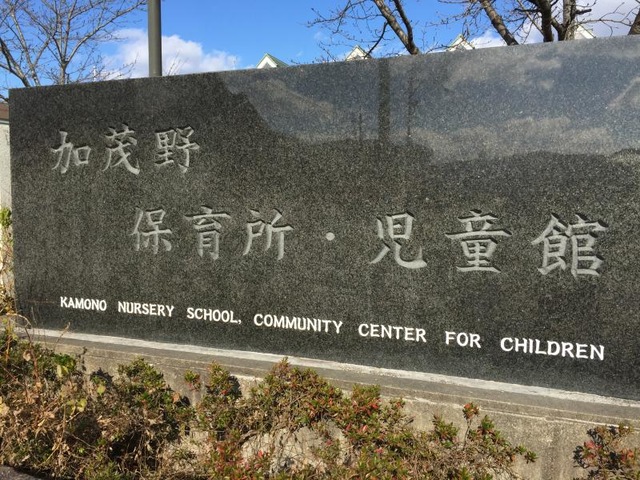 加茂野
保育所・児童館
KAMONO NURSERY SCHOOL, COMMUNITY CENTER FOR CHILDREN